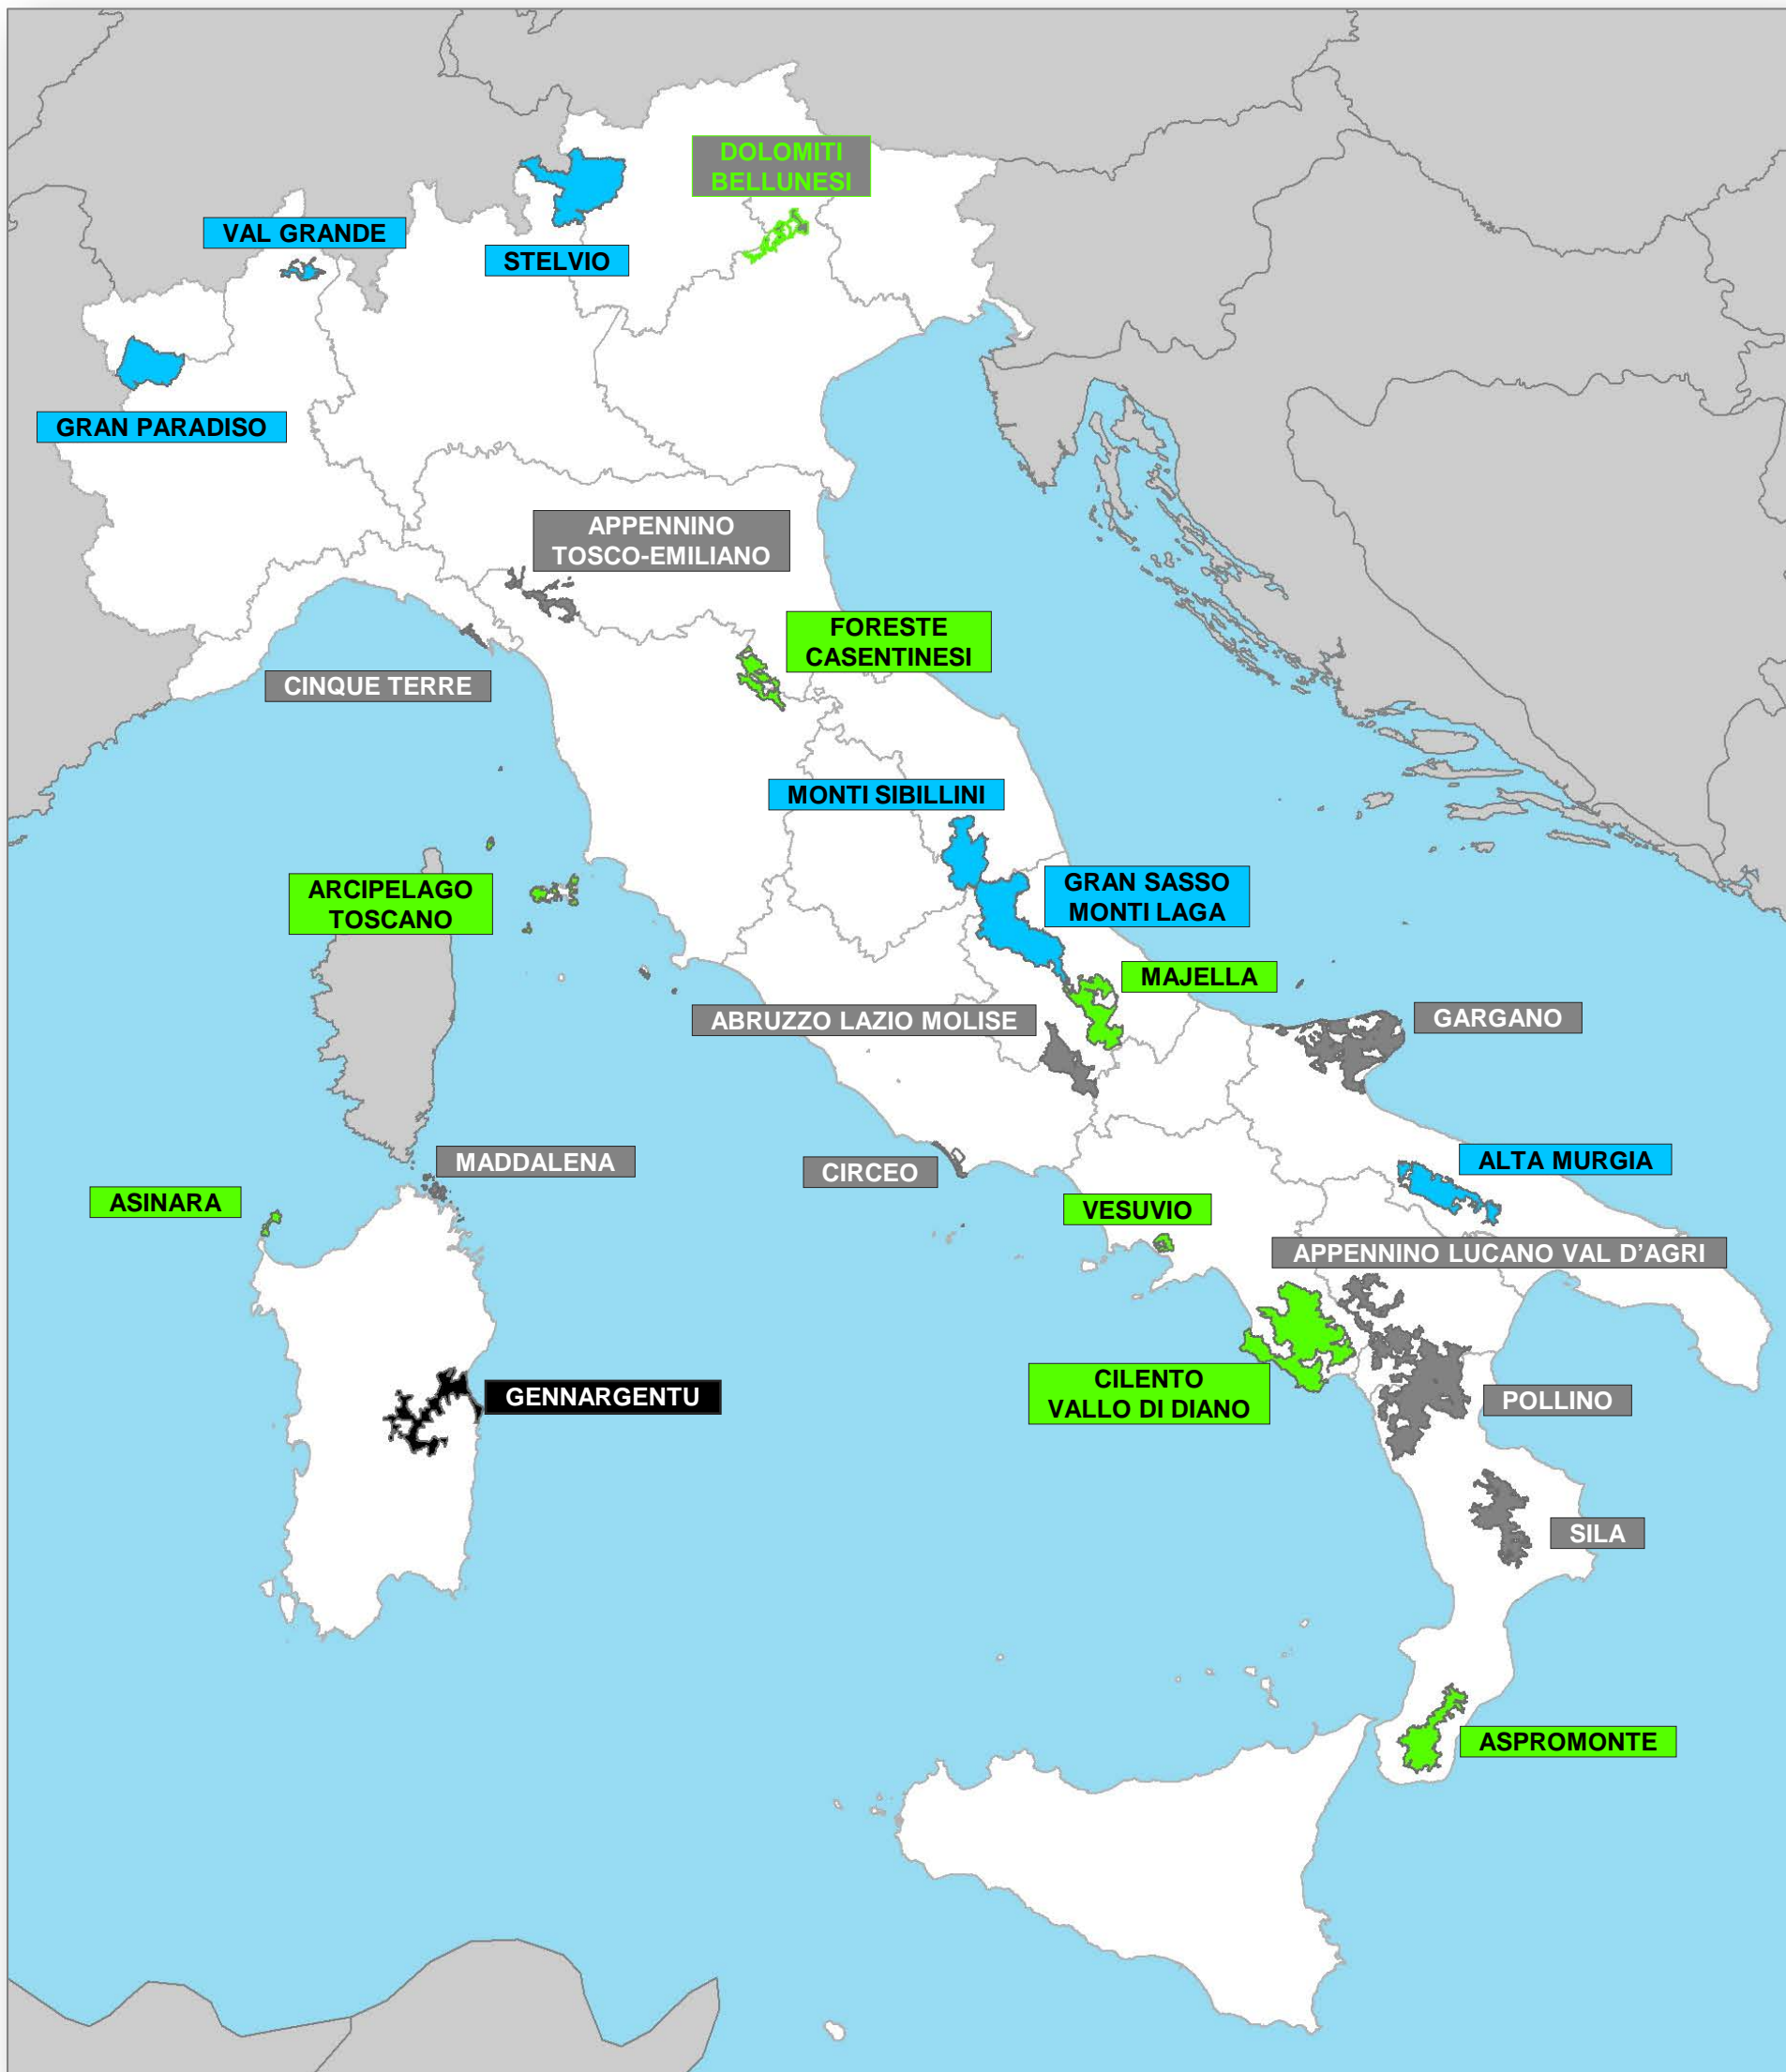 DOLOMITI
BELLUNESI
VAL GRANDE
STELVIO
GRAN PARADISO
APPENNINO
TOSCO-EMILIANO
FORESTE
CASENTINESI
CINQUE TERRE
MONTI SIBILLINI
ARCIPELAGO
TOSCANO
GRAN SASSO
MONTI LAGA
MAJELLA
ABRUZZO LAZIO MOLISE
GARGANO
MADDALENA
CIRCEO
ALTA MURGIA
ASINARA
VESUVIO
APPENNINO LUCANO VAL D’AGRI
GENNARGENTU
CILENTO
VALLO DI DIANO
POLLINO
SILA
ASPROMONTE